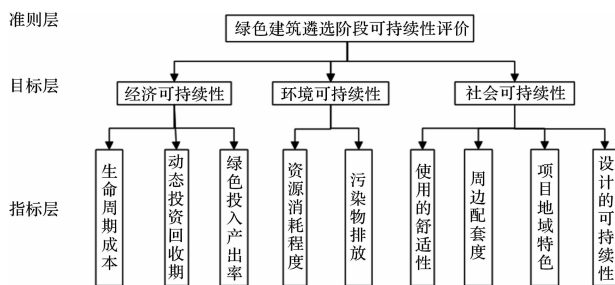 准则层
绿色建筑遴选阶段可持续性评价
目标层
经济可持续性
环境可持续性
社会可持续性
指标层
生命周期成本
动态投资回收期
绿色投入产出率
资源消耗程度
污染物排放
使用的舒适性
周边配套度
项目地域特色
设计的可持续性